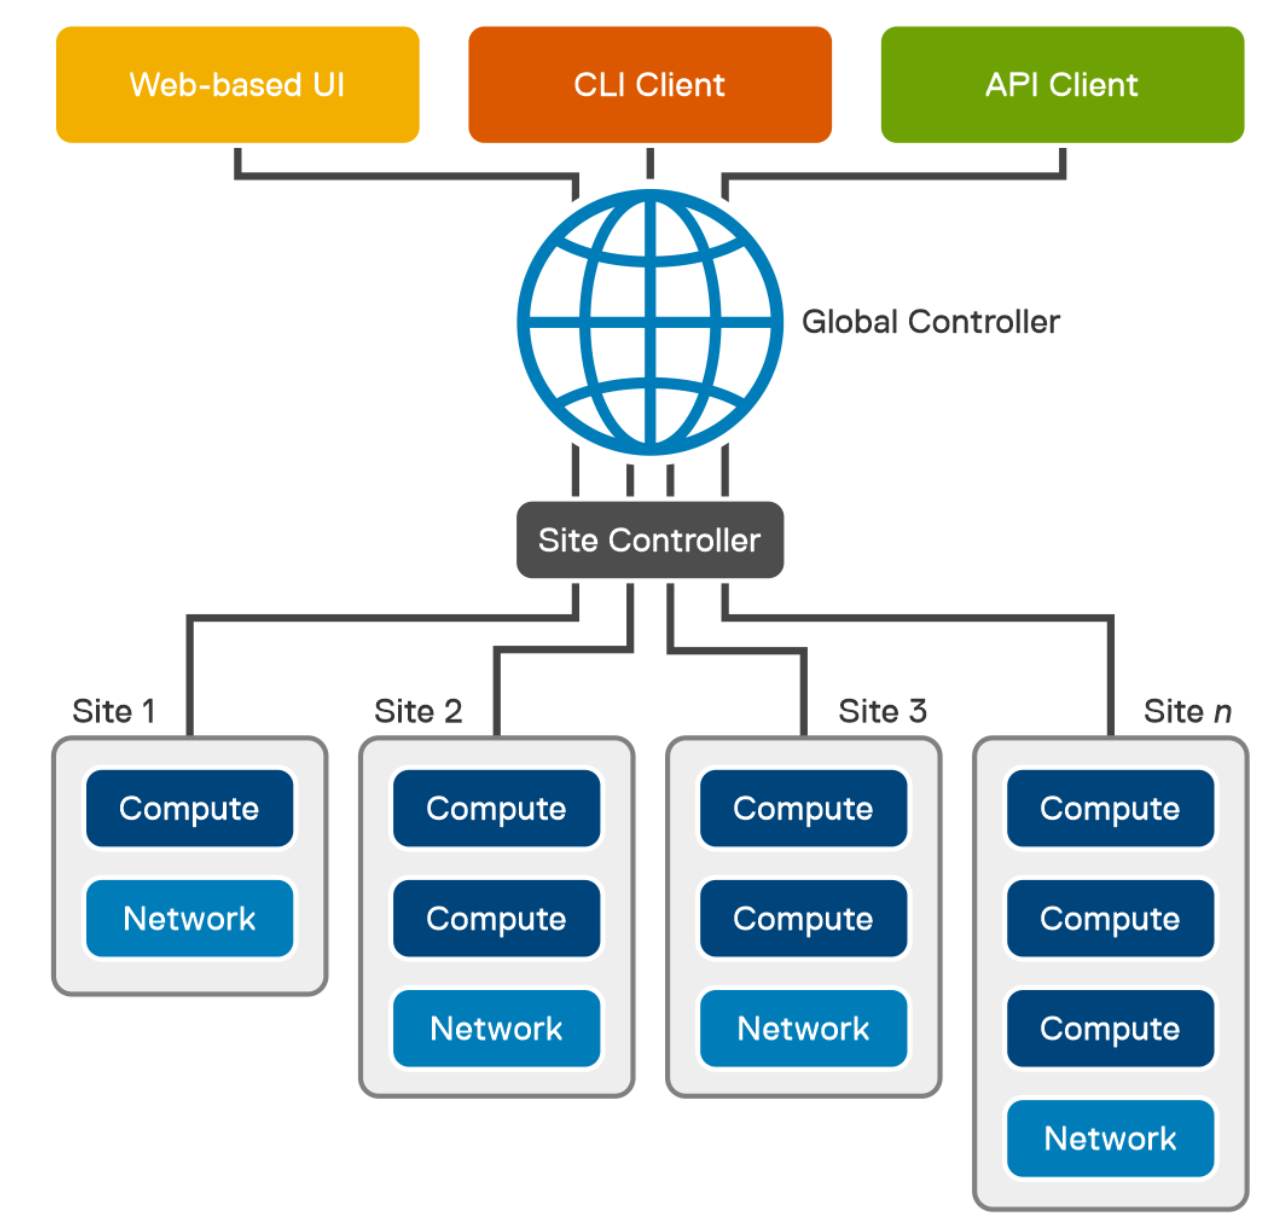 Web-based UI
CLI Client
API Client
Global Controller
Site Controller
Site 1
Compute
Network
Site 2
Compute
Compute
Network
Site 3
Compute
Compute
Network
Site n
Compute
Compute
Compute
Network